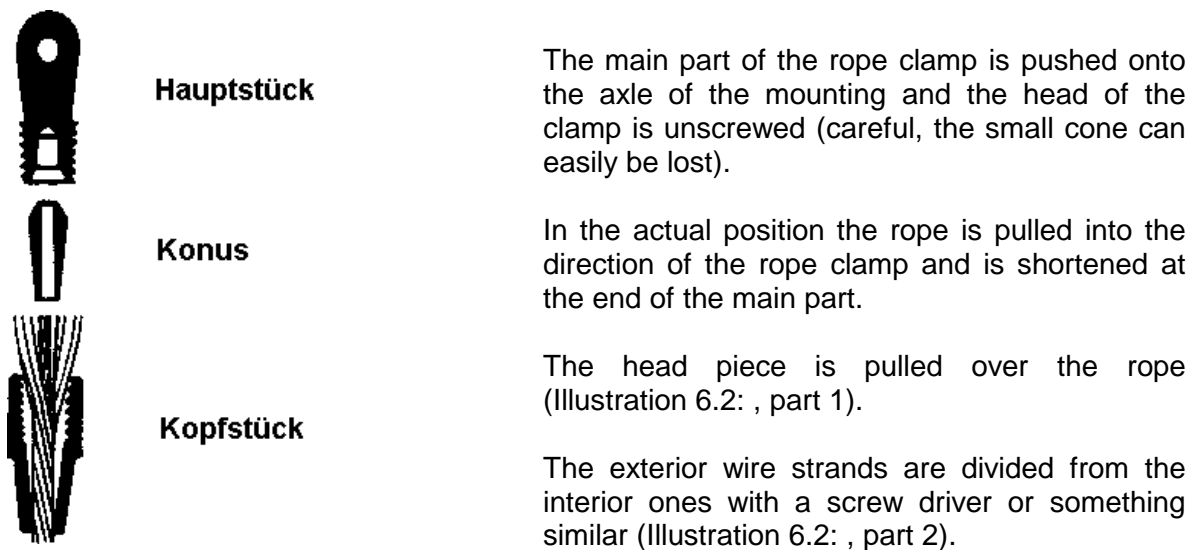 Hauptstück
Konus
Kopfstück
The main part of the rope clamp is pushed onto
the axle of the mounting and the head of the
clamp is unscrewed (careful, the small cone can
easily be lost).
In the actual position the rope is pulled into the
direction of the rope clamp and is shortened at
the end of the main part.
The head piece is pulled over the rope
(Illustration 6.2: , part 1).
The exterior wire strands are divided from the
interior ones with a screw driver or something
similar (Illustration 6.2: , part 2).